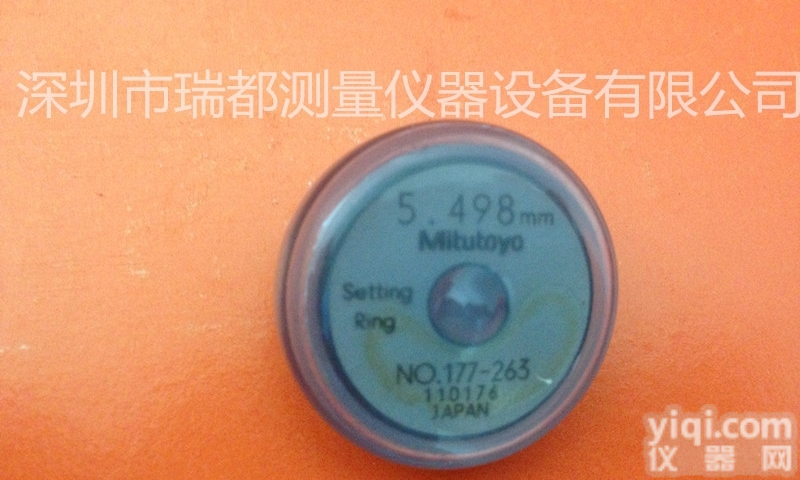 深圳市瑞都测量仪器设备有限公司
5.498mm
Mitutoyo
Setting
Ring
NO.177-263
110176
JAPAN
yiqi.com
仪器网